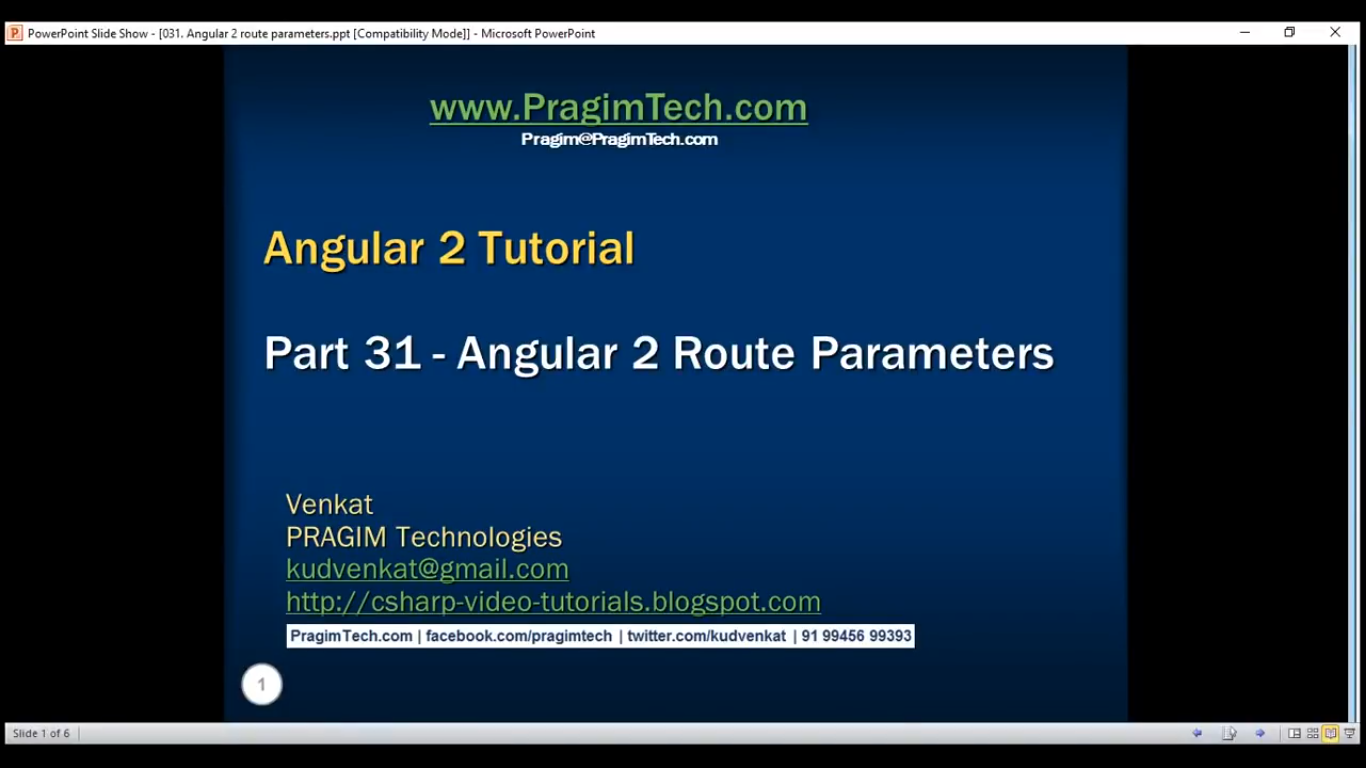 PowerPoint Slide Show - [031. Angular 2 route parameters.ppt [Compatibility Mode]] - Microsoft PowerPoint
www.PragimTech.com
Pragim@PragimTech.com
Angular 2 Tutorial
Part 31 - Angular 2 Route Parameters
Venkat
PRAGIM Technologies
kudvenkat@gmail.com
http://csharp-video-tutorials.blogspot.com
PragimTech.com | facebook.com/pragimtech | twitter.com/kudvenkat | 91 99456 99393
1
Slide 1 of 6